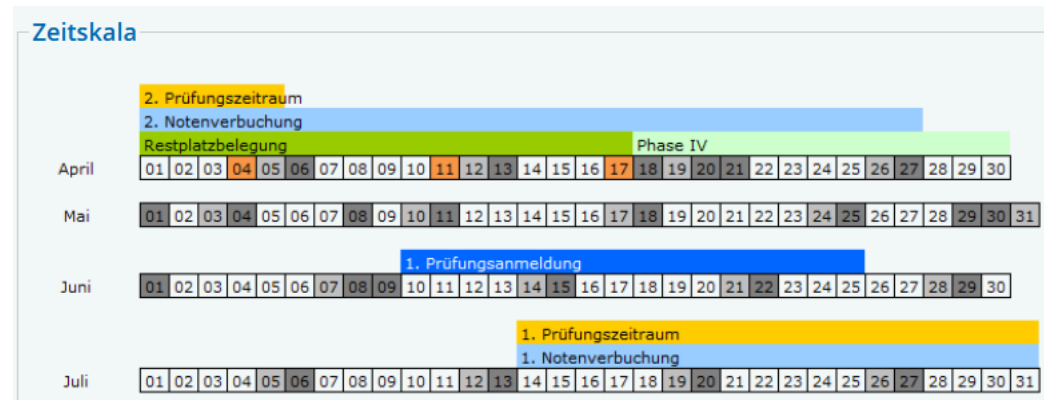 Zeitskala
2. Prüfungszeitraum
2. Notenverbuchung
Restplatzbelegung Phase IV
April 01 02 03 04 05 06 07 08 09 10 11 12 13 14 15 16 17 18 19 20 21 22 23 24 25 26 27 28 29 30
Mai 01 02 03 04 05 06 07 08 09 10 11 12 13 14 15 16 17 18 19 20 21 22 23 24 25 26 27 28 29 30 31
1. Prüfungsanmeldung
Juni 01 02 03 04 05 06 07 08 09 10 11 12 13 14 15 16 17 18 19 20 21 22 23 24 25 26 27 28 29 30
1. Prüfungszeitraum
1. Notenverbuchung
Juli 01 02 03 04 05 06 07 08 09 10 11 12 13 14 15 16 17 18 19 20 21 22 23 24 25 26 27 28 29 30 31